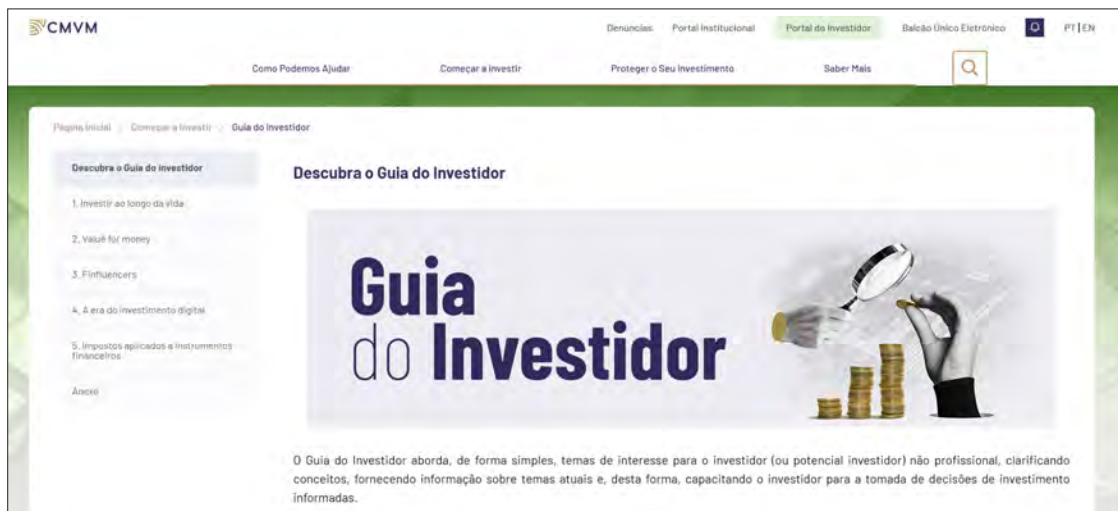 CMVM
Denúncias Portal Institucional Portal do Investidor Balcão Único Eletrónico PT|EN
Como Podemos Ajudar Começar a Investir Proteger o Seu Investimento Saber Mais
Página Inicial Começar a Investir Guia do Investidor
Descubra o Guia do Investidor
1. Investir ao longo da vida
2. Value for money
3. Finfluencers
4. A era do investimento digital
5. Impostos aplicados a instrumentos
financeiros
Anexo
Descubra o Guia do Investidor
Guia
do Investidor
O Guia do Investidor aborda, de forma simples, temas de interesse para o investidor (ou potencial investidor) não profissional, clarificando
conceitos, fornecendo informação sobre temas atuais e, desta forma, capacitando o investidor para a tomada de decisões de investimento
informadas.